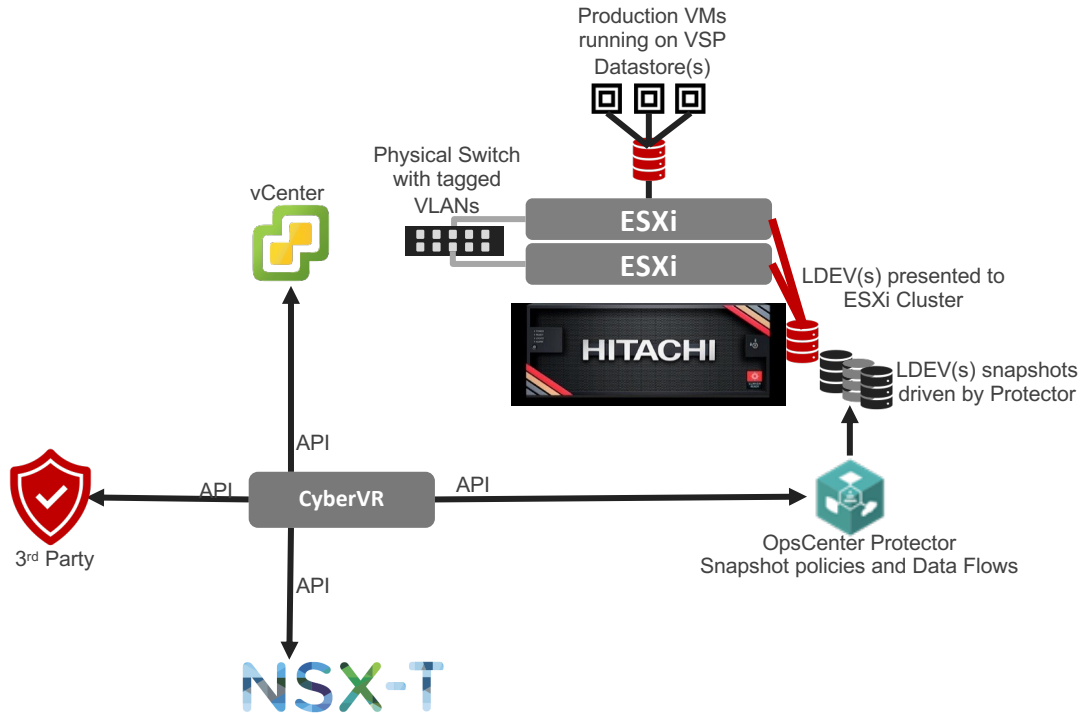 Production VMs
running on VSP
Datastore(s)
Physical Switch
with tagged
VLANs
vCenter
ESXi
ESXi
LDEV(s) presented to
ESXi Cluster
HITACHI
LDEV(s) snapshots
driven by Protector
API
API
CyberVR
API
3rd Party
OpsCenter Protector
Snapshot policies and Data Flows
API
NSX-T